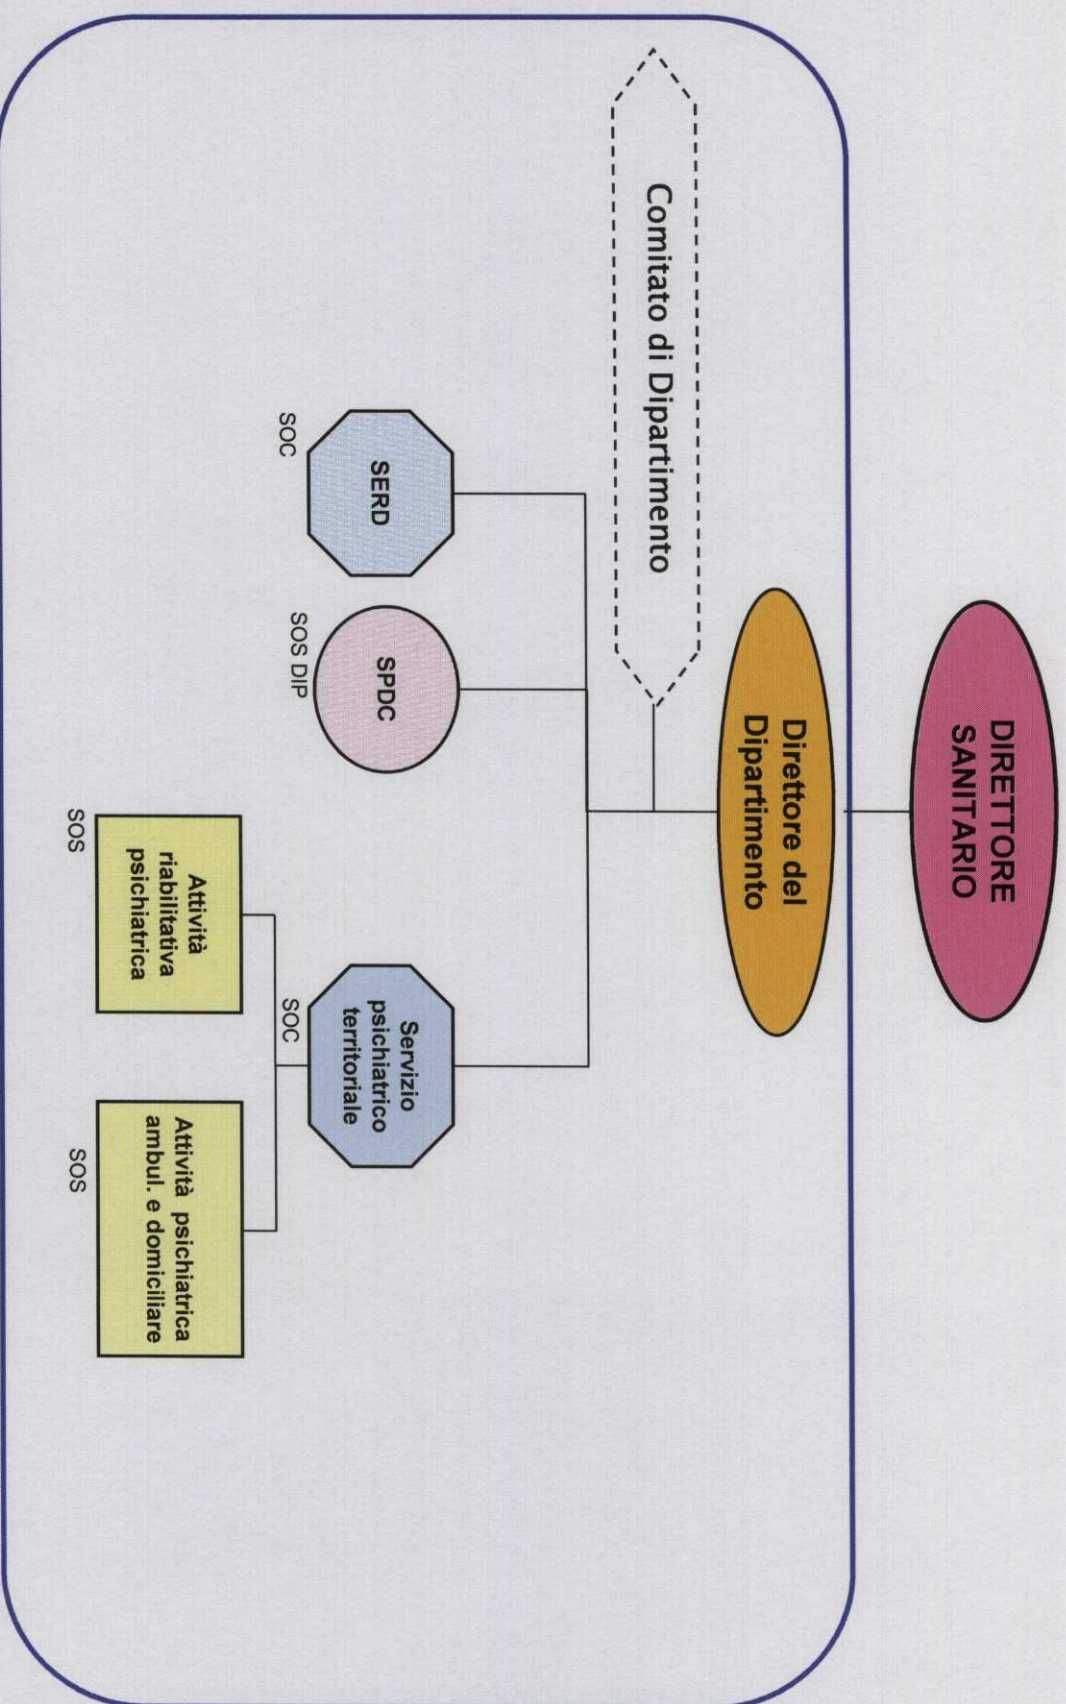 DIRETTORE
SANITARIO
Direttore del
Dipartimento
Comitato di Dipartimento
SERD
SOC
SPDC
SOS DIP
Servizio
psichiatrico
territoriale
SOC
Attività
riabilitativa
psichiatrica
SOS
Attività psichiatrica
ambul. e domiciliare
SOS